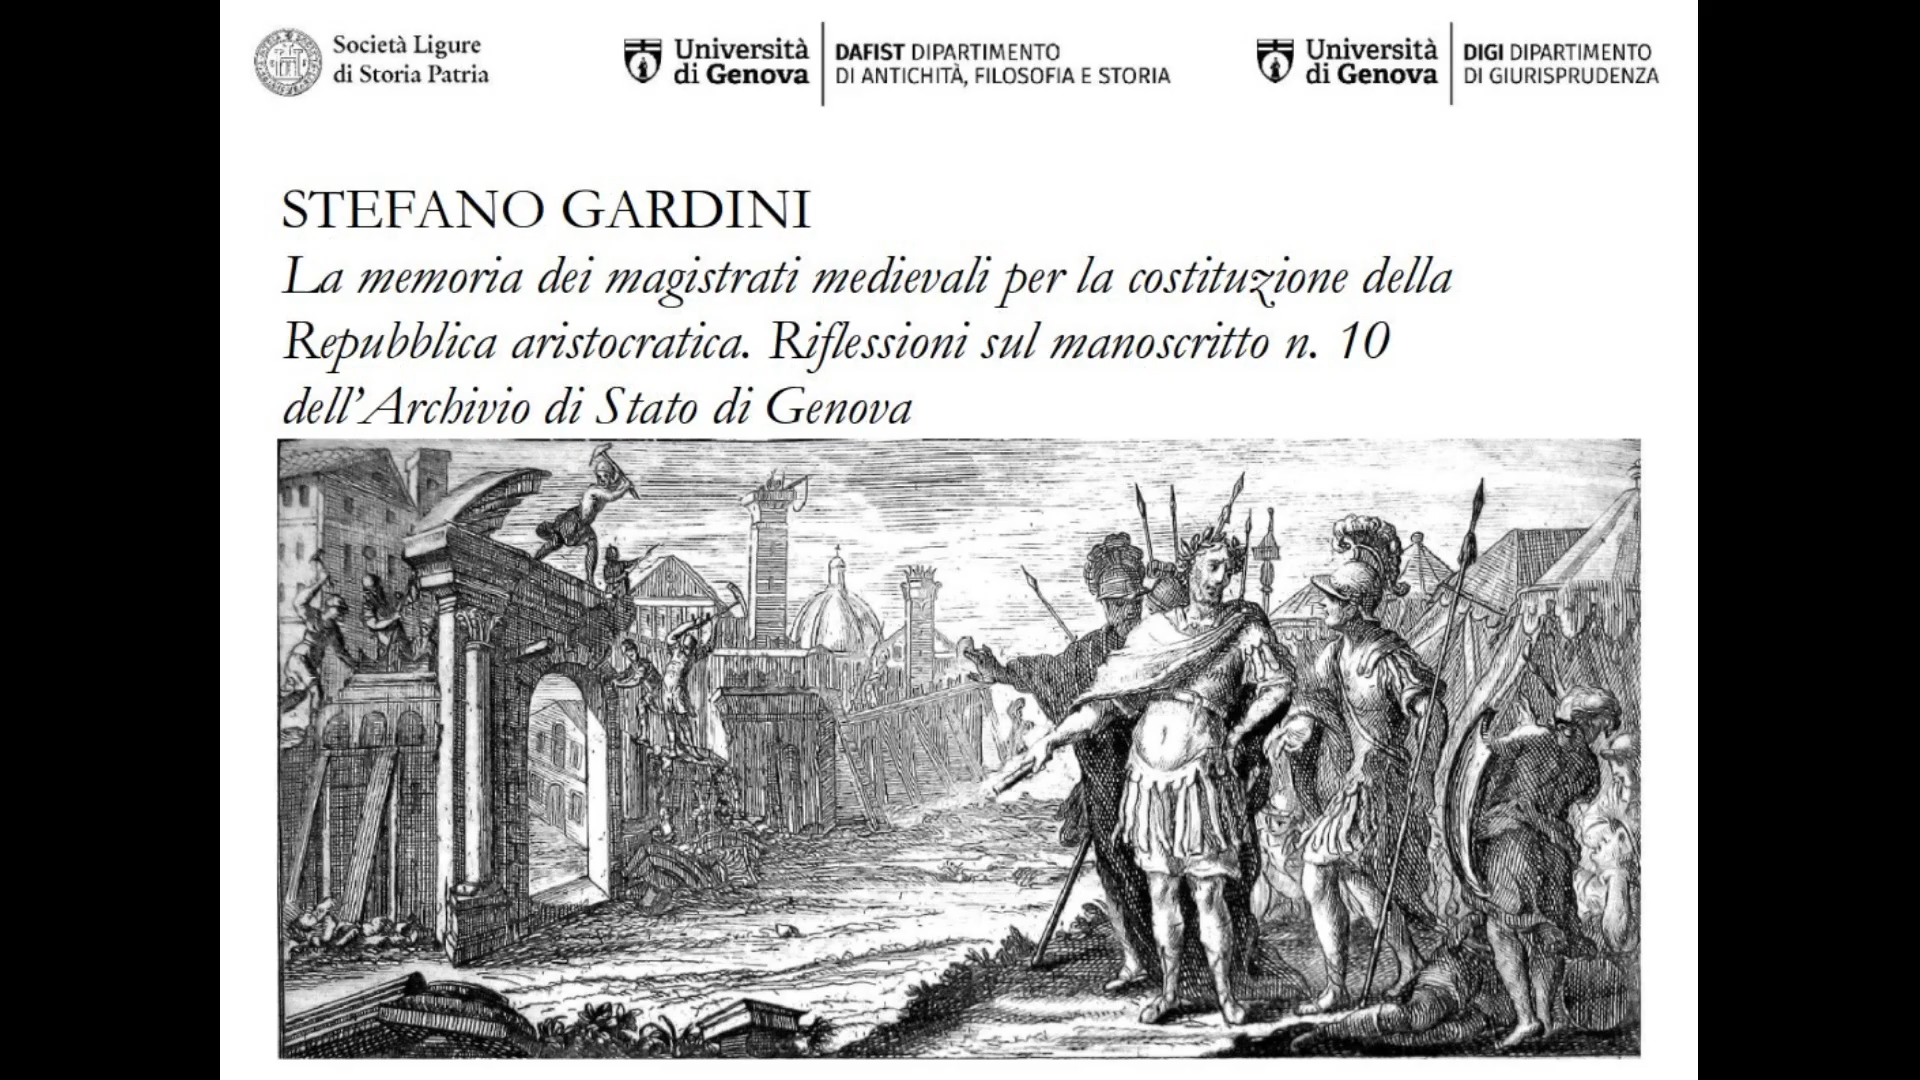 Società Ligure
di Storia Patria
Università
di Genova
DAFIST DIPARTIMENTO
DI ANTICHITÀ, FILOSOFIA E STORIA
Università
di Genova
DIGI DIPARTIMENTO
DI GIURISPRUDENZA
STEFANO GARDINI
La memoria dei magistrati medievali per la costituzione della
Repubblica aristocratica. Riflessioni sul manoscritto n. 10
dell'Archivio di Stato di Genova